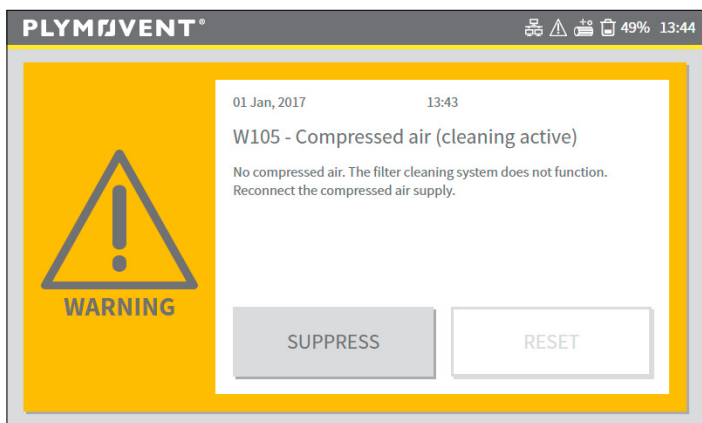 PLYMOVENT® 49% 13:44
01 Jan, 2017 13:43
W105 - Compressed air (cleaning active)
No compressed air. The filter cleaning system does not function.
Reconnect the compressed air supply.
WARNING
SUPPRESS RESET